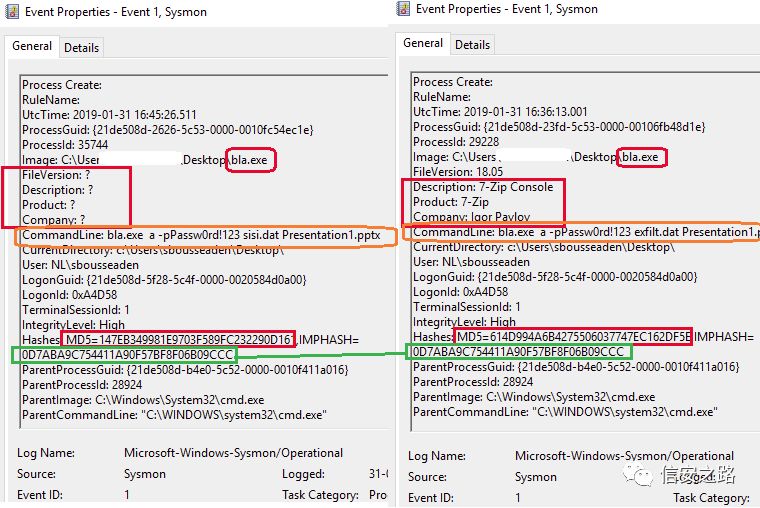 Event Properties - Event 1, Sysmon
General
Details
Process Create:
RuleName:
UtcTime: 2019-01-31 16:45:26.511
ProcessGuid: {21de508d-2626-5c53-0000-0010fc54ec1e}
ProcessId: 35744
Image: C:\User .Desktop\bla.exe
FileVersion: ?
Description: ?
Product: ?
Company: ?
CommandLine: bla.exe a -pPassw0rd!123 sisi.dat Presentation1.pptx
CurrentDirectory: c:\Users\sbousseaden\Desktop\
User: NL\sbousseaden
LogonGuid: {21de508d-5f28-5c4f-0000-0020584d0a00}
LogonId: 0xA4D58
TerminalSessionId: 1
IntegrityLevel: High
Hashes: MD5=147EB349981E9703F589FC232290D161,IMPHASH=
0D7ABA9C754411A90F57BF8F06B09CCC
ParentProcessGuid: {21de508d-b4e0-5c52-0000-0010f411a016}
ParentProcessId: 28924
ParentImage: C:\Windows\System32\cmd.exe
ParentCommandLine: "C:\WINDOWS\system32\cmd.exe"
Log Name: Microsoft-Windows-Sysmon/Operational
Source: Sysmon Logged: 31-0
Event ID: 1 Task Category: Proc
Event Properties - Event 1, Sysmon
General
Details
Process Create:
RuleName:
UtcTime: 2019-01-31 16:36:13.001
ProcessGuid: {21de508d-23fd-5c53-0000-00106fb48d1e}
ProcessId: 29228
Image: C:\Users \Desktop\bla.exe
FileVersion: 18.05
Description: 7-Zip Console
Product: 7-Zip
Company: Igor Pavlov
CommandLine: bla.exe a -pPassw0rd!123 exfilt.dat Presentation1.p
CurrentDirectory: c:\Users\sbousseaden\Desktop\
User: NL\sbousseaden
LogonGuid: {21de508d-5f28-5c4f-0000-0020584d0a00}
LogonId: 0xA4D58
TerminalSessionId: 1
IntegrityLevel: High
Hashes: MD5=614D994A6B4275506037747EC162DF5E,IMPHASH=
0D7ABA9C754411A90F57BF8F06B09CCC
ParentProcessGuid: {21de508d-b4e0-5c52-0000-0010f411a016}
ParentProcessId: 28924
ParentImage: C:\Windows\System32\cmd.exe
ParentCommandLine: "C:\WINDOWS\system32\cmd.exe"
Log Name: Microsoft-Windows-Sysmon/Operational
Source: Sysmon Logged:
Event ID: 1 Task Category:
信安之路